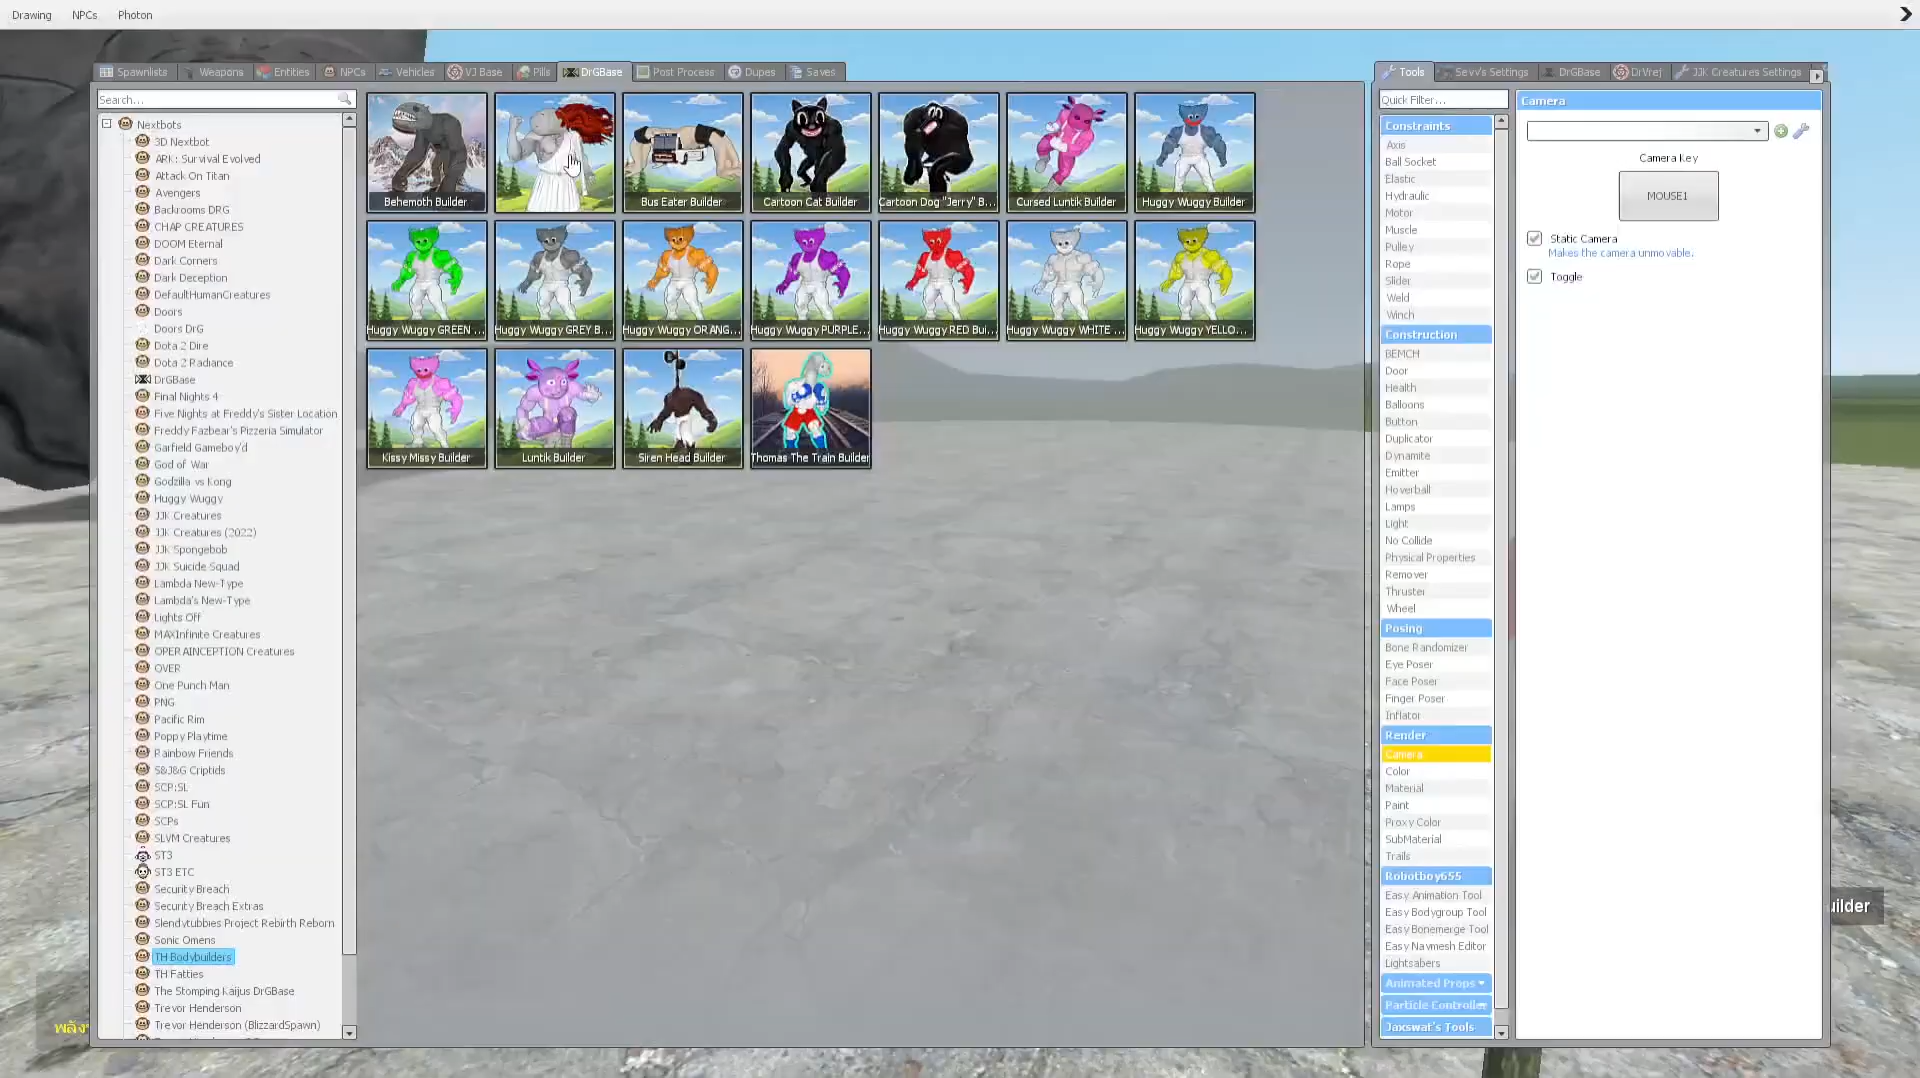 Drawing NPCs Photon
Spawnlists Weapons Entities NPCs Vehicles VJ Base Pills DrGBase Post Process Dupes Saves
Search...
Nextbots
3D Nextbot
ARK: Survival Evolved
Attack On Titan
Avengers
Backrooms DRG
CHAP CREATURES
DOOM Eternal
Dark Corners
Dark Deception
DefaultHumanCreatures
Doors
Doors DrG
Dota 2 Dire
Dota 2 Radiance
DrGBase
Final Nights 4
Five Nights at Freddy's Sister Location
Freddy Fazbear's Pizzeria Simulator
Garfield Gameboy'd
God of War
Godzilla vs Kong
Huggy Wuggy
JJK Creatures
JJK Creatures (2022)
JJK Spongebob
JJK Suicide Squad
Lambda New-Type
Lambda's New-Type
Lights Off
MAXInfinite Creatures
OPERAINCEPTION Creatures
OVER
One Punch Man
PNG
Pacific Rim
Poppy Playtime
Rainbow Friends
S&J&G Criptids
SCP:SL
SCP:SL Fun
SCPs
SLVM Creatures
ST3
ST3 ETC
Security Breach
Security Breach Extras
Slendytubbies Project Rebirth Reborn
Sonic Omens
TH Bodybuilders
TH Fatties
The Stomping Kaijus DrGBase
Trevor Henderson
Trevor Henderson (BlizzardSpawn)
Behemoth Builder
Bus Eater Builder
Cartoon Cat Builder
Cartoon Dog "Jerry" B...
Cursed Luntik Builder
Huggy Wuggy Builder
Huggy Wuggy GREEN ...
Huggy Wuggy GREY B...
Huggy Wuggy ORANG...
Huggy Wuggy PURPLE...
Huggy Wuggy RED Bui...
Huggy Wuggy WHITE ...
Huggy Wuggy YELLO...
Kissy Missy Builder
Luntik Builder
Siren Head Builder
Thomas The Train Builder
Tools Sevv's Settings DrGBase DrVrej JJK Creatures Settings
Quick Filter...
Constraints
Axis
Ball Socket
Elastic
Hydraulic
Motor
Muscle
Pulley
Rope
Slider
Weld
Winch
Construction
BEMCH
Door
Health
Balloons
Button
Duplicator
Dynamite
Emitter
Hoverball
Lamps
Light
No Collide
Physical Properties
Remover
Thruster
Wheel
Posing
Bone Randomizer
Eye Poser
Face Poser
Finger Poser
Inflator
Render
Camera
Color
Material
Paint
Proxy Color
SubMaterial
Trails
Robotboy655
Easy Animation Tool
Easy Bodygroup Tool
Easy Bonemerge Tool
Easy Navmesh Editor
Lightsabers
Animated Props
Particle Controller
Jaxswat's Tools
Camera
Camera Key
MOUSE1
Static Camera
Makes the camera unmovable.
Toggle
uilder
พลัง